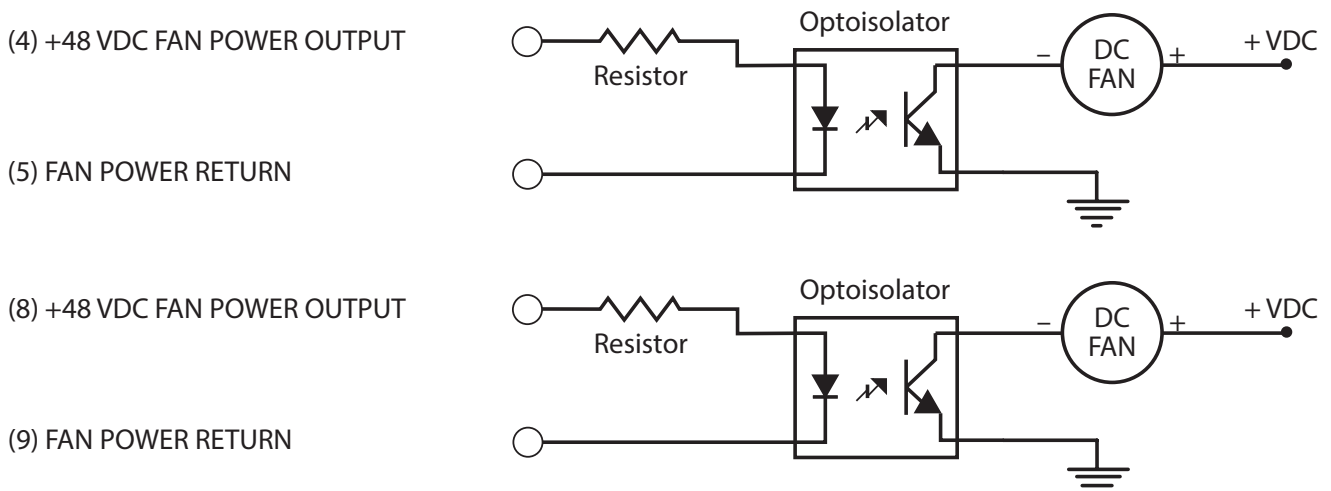 (4) +48 VDC FAN POWER OUTPUT
Resistor
Optoisolator
–
DC
FAN
+
+ VDC
(5) FAN POWER RETURN
(8) +48 VDC FAN POWER OUTPUT
Resistor
Optoisolator
–
DC
FAN
+
+ VDC
(9) FAN POWER RETURN